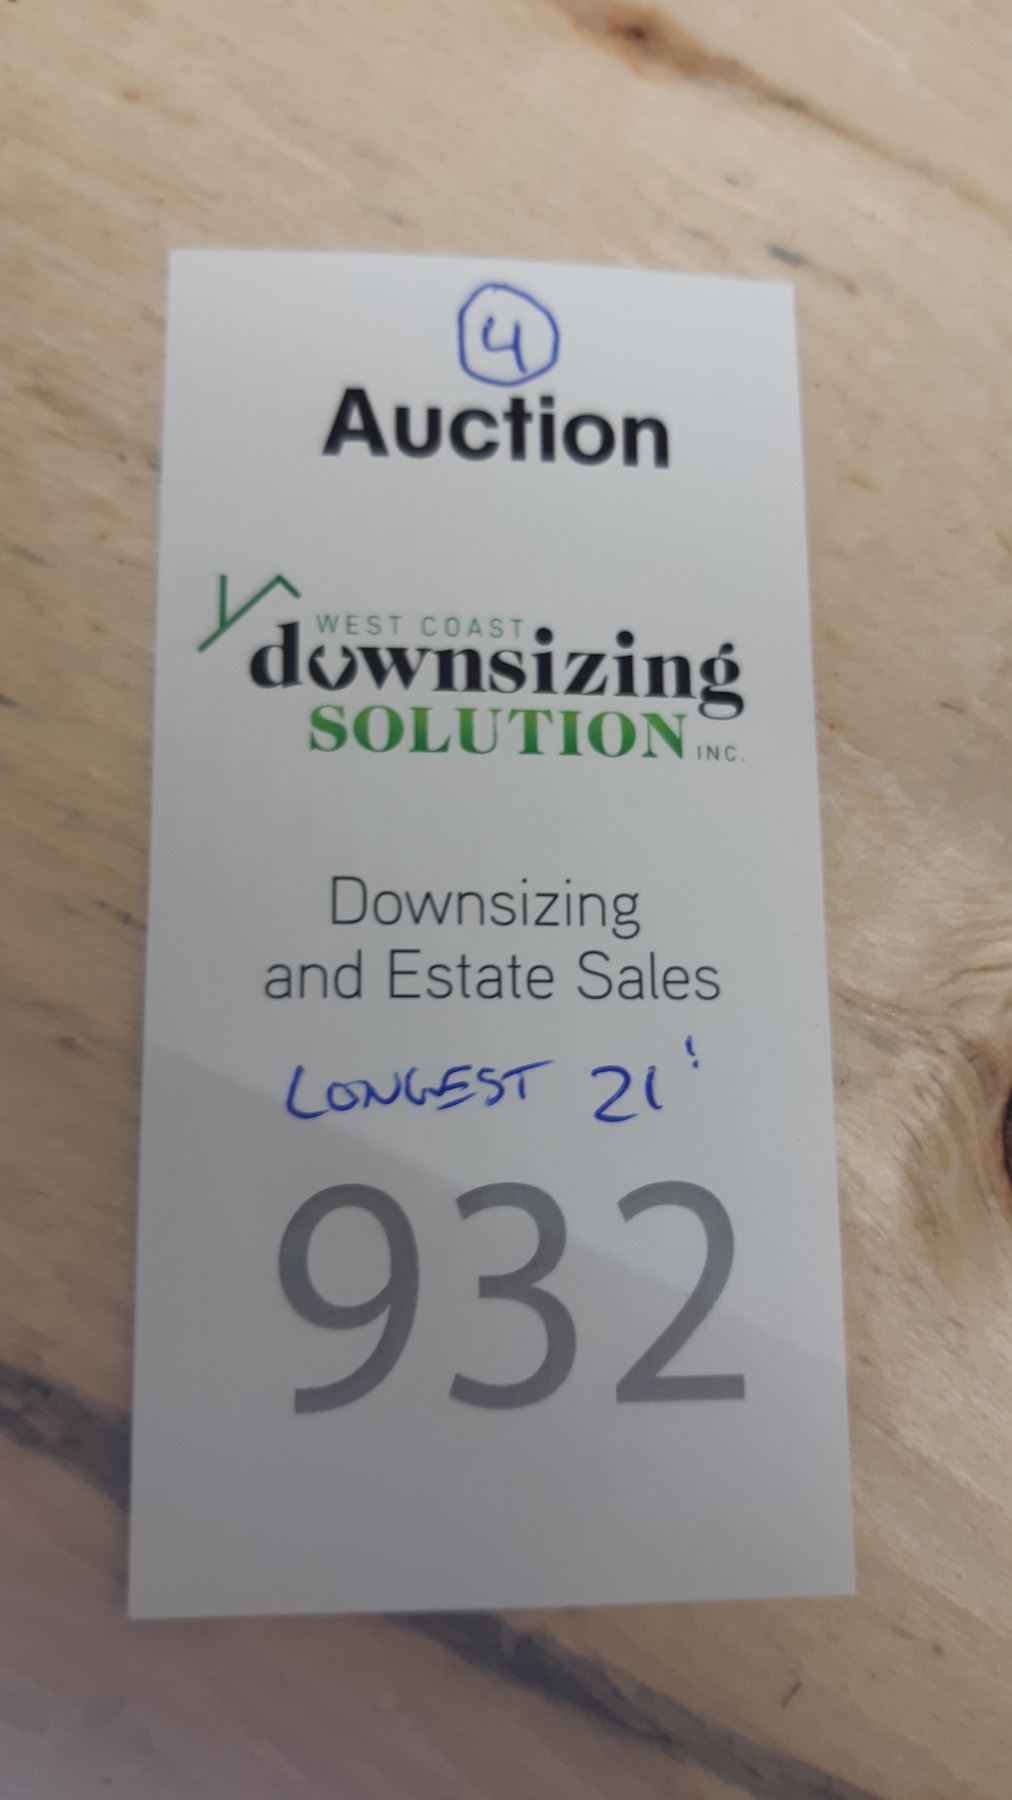 4
Auction
WEST COAST
downsizing
SOLUTION INC.
Downsizing
and Estate Sales
LONGEST 21'
932